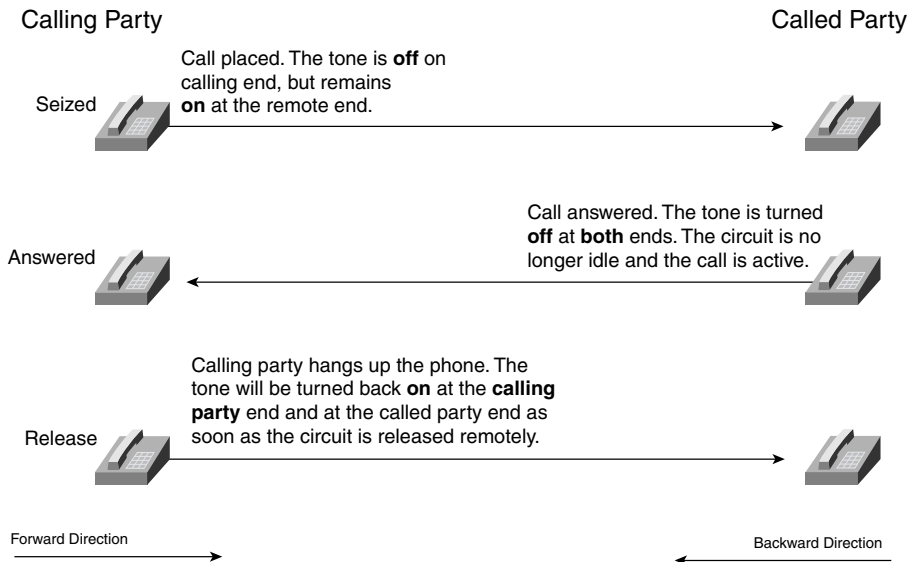 Calling Party
Called Party
Call placed. The tone is off on
calling end, but remains
on at the remote end.
Seized
Call answered. The tone is turned
off at both ends. The circuit is no
longer idle and the call is active.
Answered
Calling party hangs up the phone. The
tone will be turned back on at the calling
party end and at the called party end as
soon as the circuit is released remotely.
Release
Forward Direction
Backward Direction